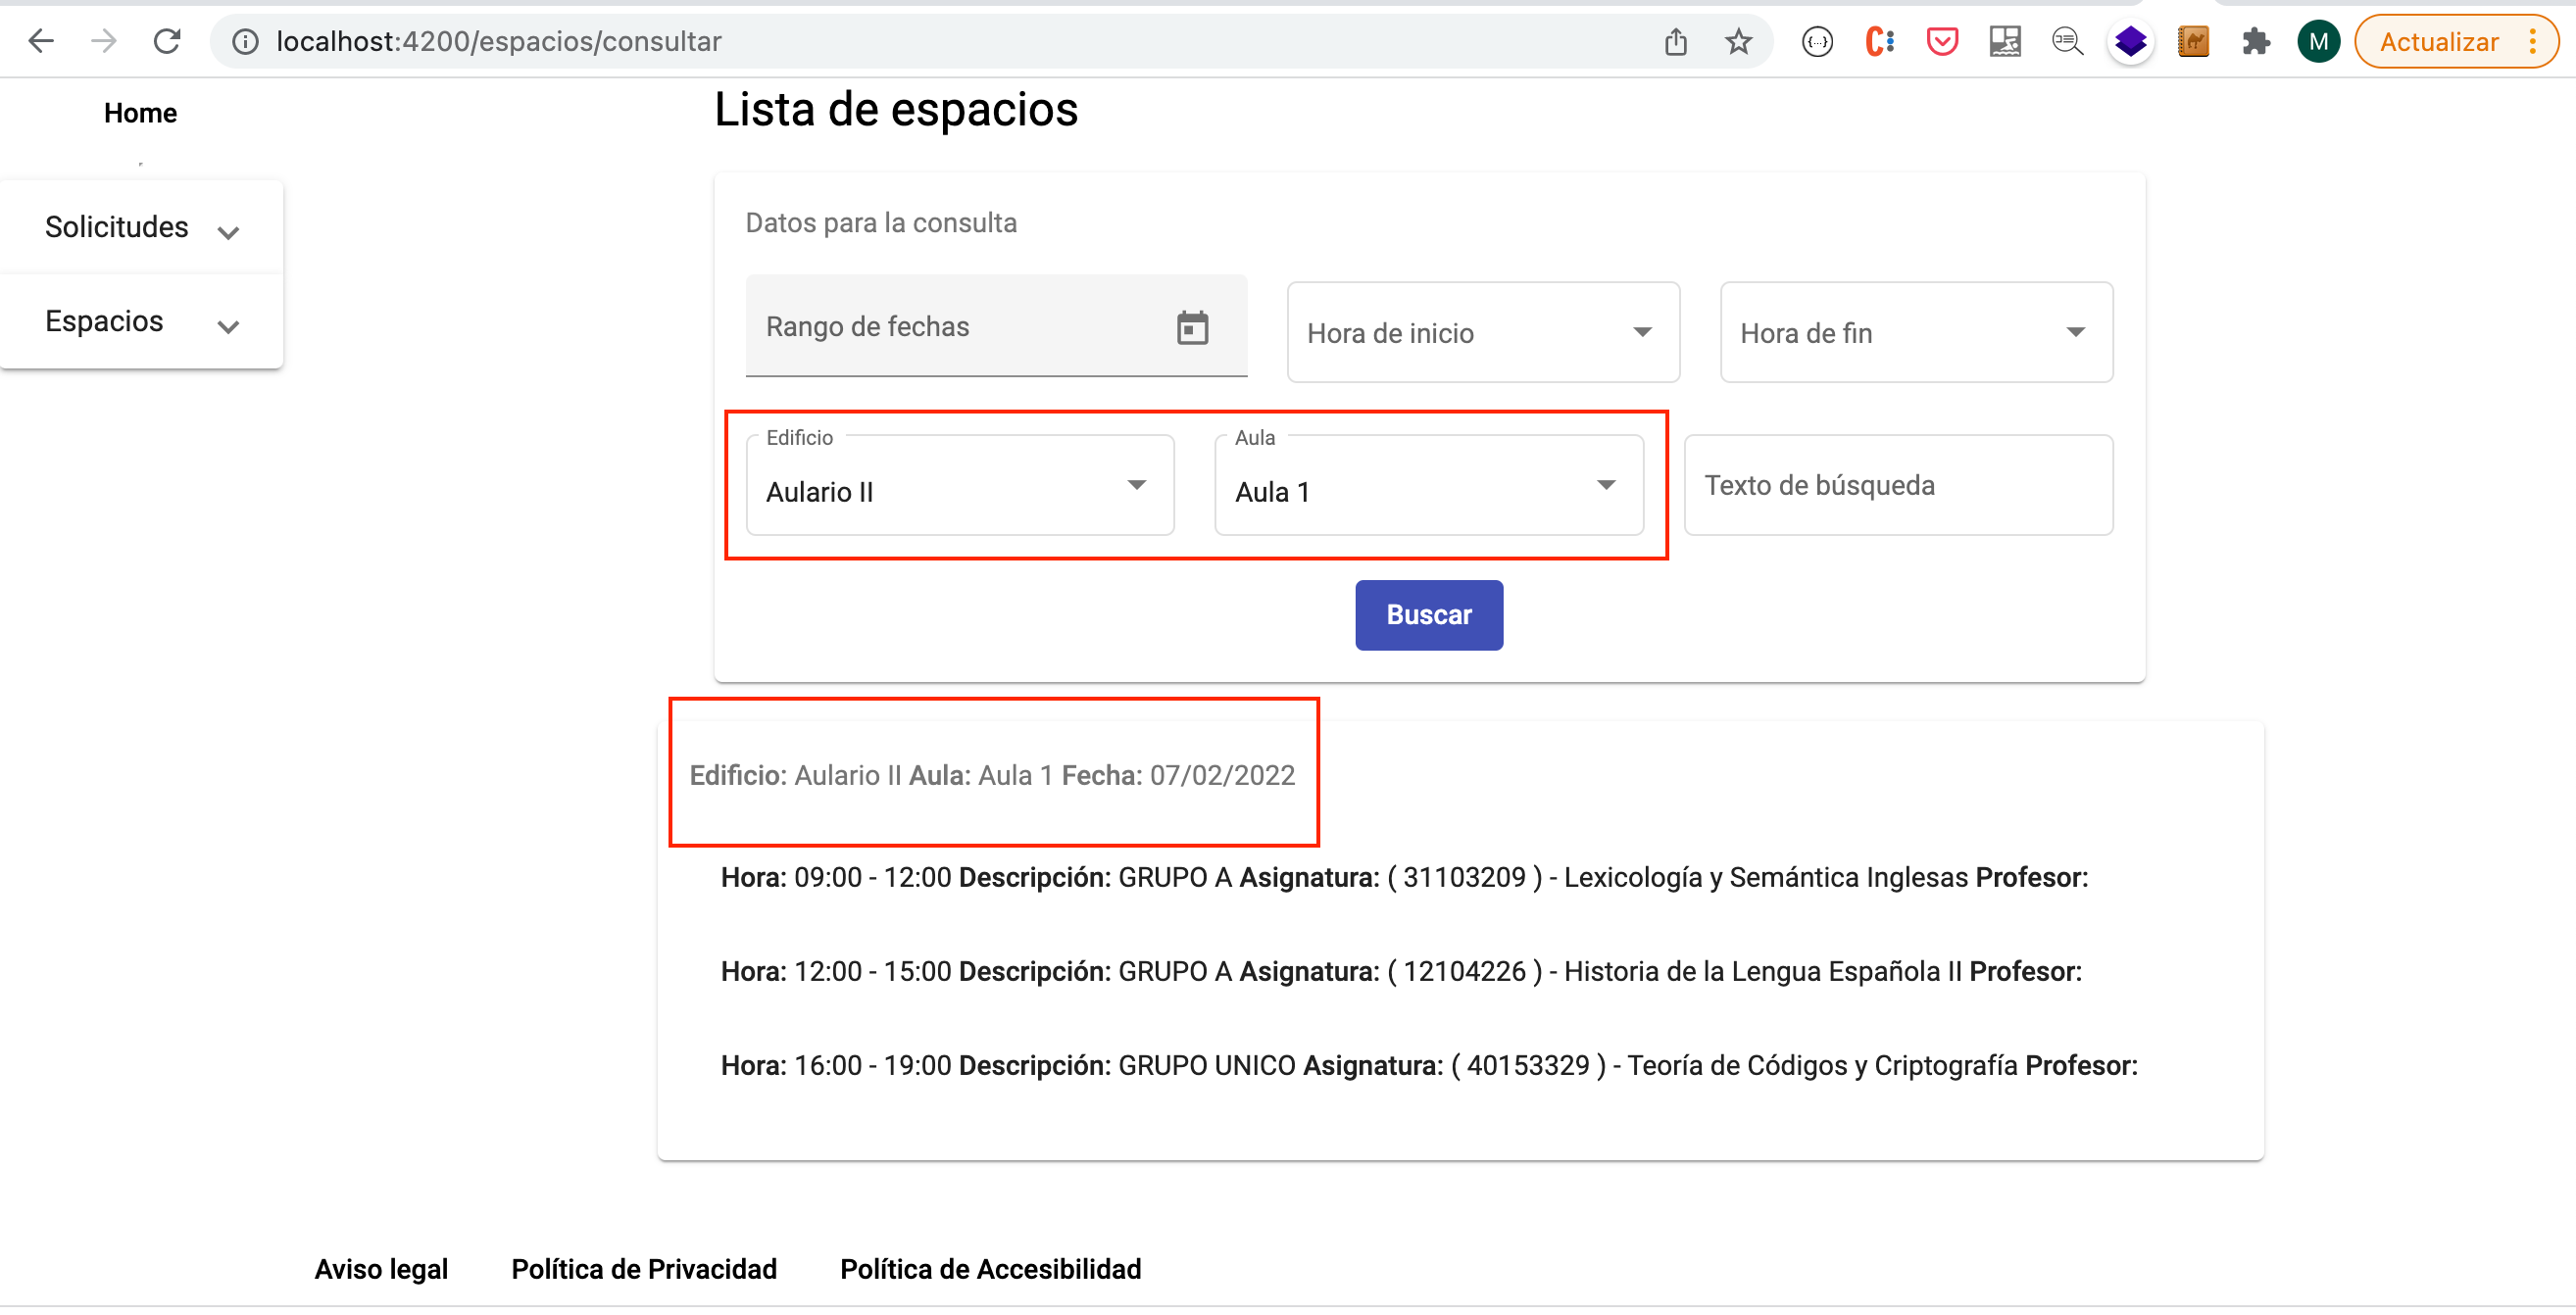 localhost:4200/espacios/consultar
M
Actualizar
Home
Lista de espacios
Solicitudes
Espacios
Datos para la consulta
Rango de fechas
Hora de inicio
Hora de fin
Edificio
Aulario II
Aula
Aula 1
Texto de búsqueda
Buscar
Edificio: Aulario II Aula: Aula 1 Fecha: 07/02/2022
Hora: 09:00 - 12:00 Descripción: GRUPO A Asignatura: ( 31103209 ) - Lexicología y Semántica Inglesas Profesor:
Hora: 12:00 - 15:00 Descripción: GRUPO A Asignatura: ( 12104226 ) - Historia de la Lengua Española II Profesor:
Hora: 16:00 - 19:00 Descripción: GRUPO UNICO Asignatura: ( 40153329 ) - Teoría de Códigos y Criptografía Profesor:
Aviso legal Política de Privacidad Política de Accesibilidad